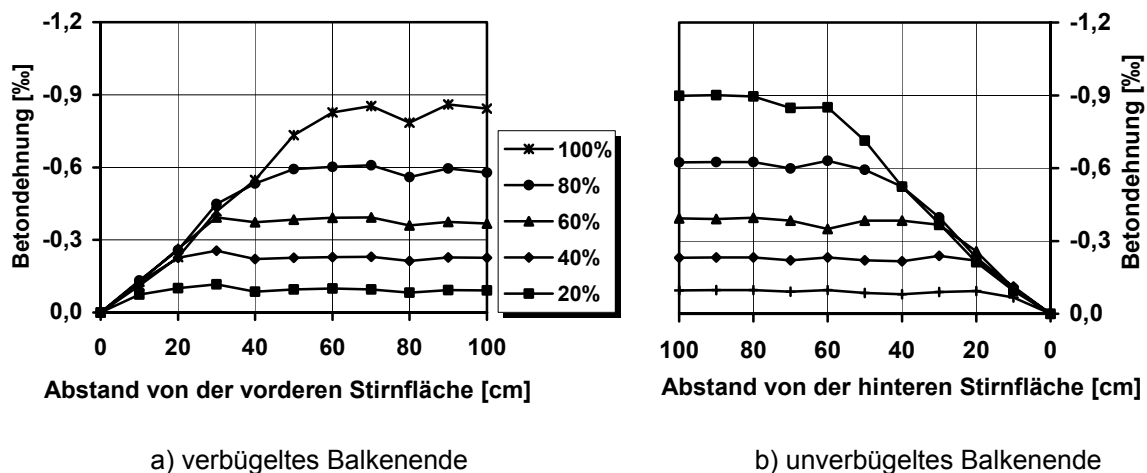 -1,2
-0,9
-0,6
-0,3
0,0
Betondehnung [‰]
0 20 40 60 80 100
Abstand von der vorderen Stirnfläche [cm]
100%
80%
60%
40%
20%
-1,2
-0,9
-0,6
-0,3
0,0
Betondehnung [‰]
100 80 60 40 20 0
Abstand von der hinteren Stirnfläche [cm]
a) verbügeltes Balkenende
b) unverbügeltes Balkenende